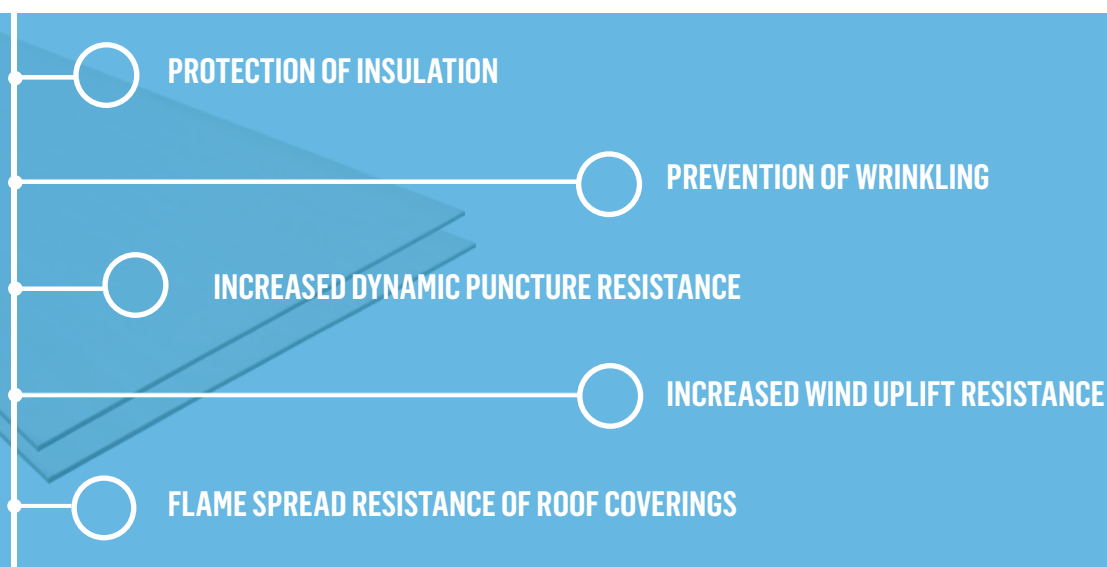 PROTECTION OF INSULATION
PREVENTION OF WRINKLING
INCREASED DYNAMIC PUNCTURE RESISTANCE
INCREASED WIND UPLIFT RESISTANCE
FLAME SPREAD RESISTANCE OF ROOF COVERINGS